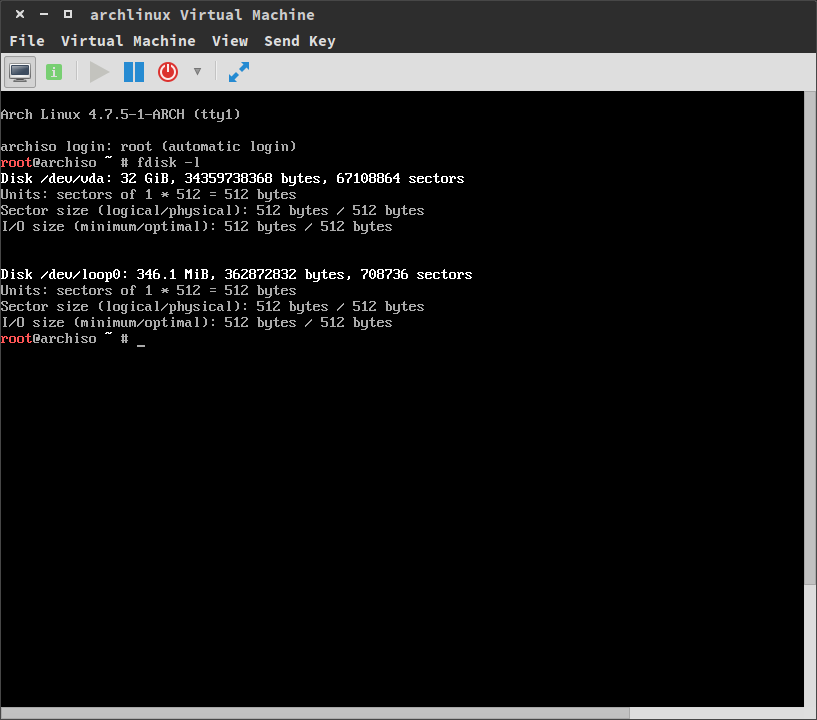 archlinux Virtual Machine
File Virtual Machine View Send Key
Arch Linux 4.7.5-1-ARCH (tty1)
archiso login: root (automatic login)
root@archiso ~ # fdisk -l
Disk /dev/vda: 32 GiB, 34359738368 bytes, 67108864 sectors
Units: sectors of 1 * 512 = 512 bytes
Sector size (logical/physical): 512 bytes / 512 bytes
I/O size (minimum/optimal): 512 bytes / 512 bytes
Disk /dev/loop0: 346.1 MiB, 362872832 bytes, 708736 sectors
Units: sectors of 1 * 512 = 512 bytes
Sector size (logical/physical): 512 bytes / 512 bytes
I/O size (minimum/optimal): 512 bytes / 512 bytes
root@archiso ~ # _